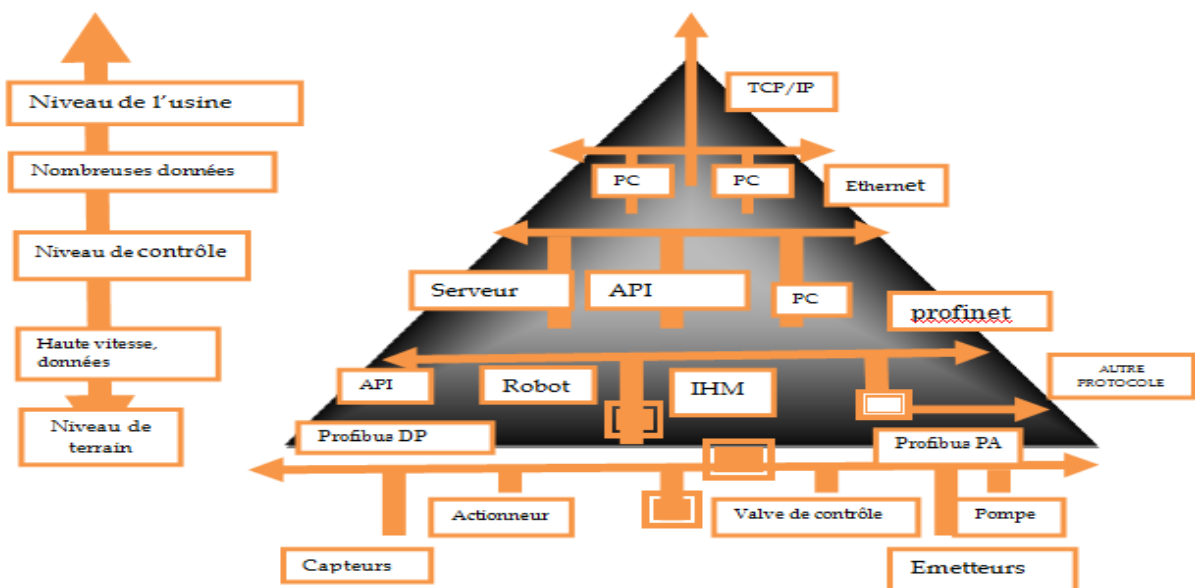 Niveau de l'usine
Nombreuses données
Niveau de contrôle
Haute vitesse,
données
Niveau de
terrain
TCP/IP
PC
PC
Ethernet
Serveur
API
PC
profinet
API
Robot
IHM
AUTRE
PROTOCOLE
Profibus DP
Profibus PA
Actionneur
Valve de contrôle
Pompe
Capteurs
Emetteurs